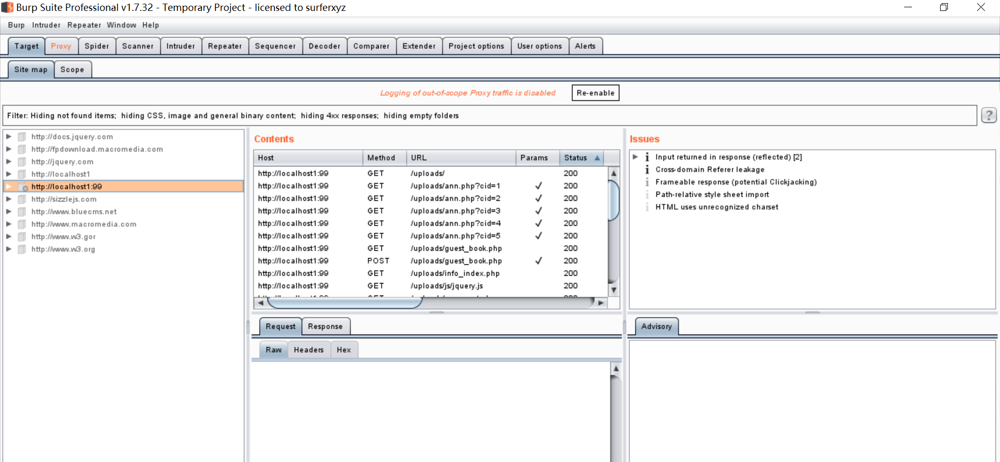 Burp Suite Professional v1.7.32 - Temporary Project - licensed to surferxyz
Burp Intruder Repeater Window Help
Target Proxy Spider Scanner Intruder Repeater Sequencer Decoder Comparer Extender Project options User options Alerts
Site map Scope
Logging of out-of-scope Proxy traffic is disabled Re-enable
Filter: Hiding not found items; hiding CSS, image and general binary content; hiding 4xx responses; hiding empty folders ?
http://docs.jquery.com
http://fpdownload.macromedia.com
http://jquery.com
http://localhost1
http://localhost1:99
http://sizzlejs.com
http://www.bluecms.net
http://www.macromedia.com
http://www.w3.gor
http://www.w3.org
Contents
Host Method URL Params Status
http://localhost1:99 GET /uploads/ 200
http://localhost1:99 GET /uploads/ann.php?cid=1 ✓ 200
http://localhost1:99 GET /uploads/ann.php?cid=2 ✓ 200
http://localhost1:99 GET /uploads/ann.php?cid=3 ✓ 200
http://localhost1:99 GET /uploads/ann.php?cid=4 ✓ 200
http://localhost1:99 GET /uploads/ann.php?cid=5 ✓ 200
http://localhost1:99 GET /uploads/guest_book.php 200
http://localhost1:99 POST /uploads/guest_book.php ✓ 200
http://localhost1:99 GET /uploads/info_index.php 200
http://localhost1:99 GET /uploads/js/jquery.js 200
Request Response
Raw Headers Hex
Issues
Input returned in response (reflected) [2]
Cross-domain Referer leakage
Frameable response (potential Clickjacking)
Path-relative style sheet import
HTML uses unrecognized charset
Advisory